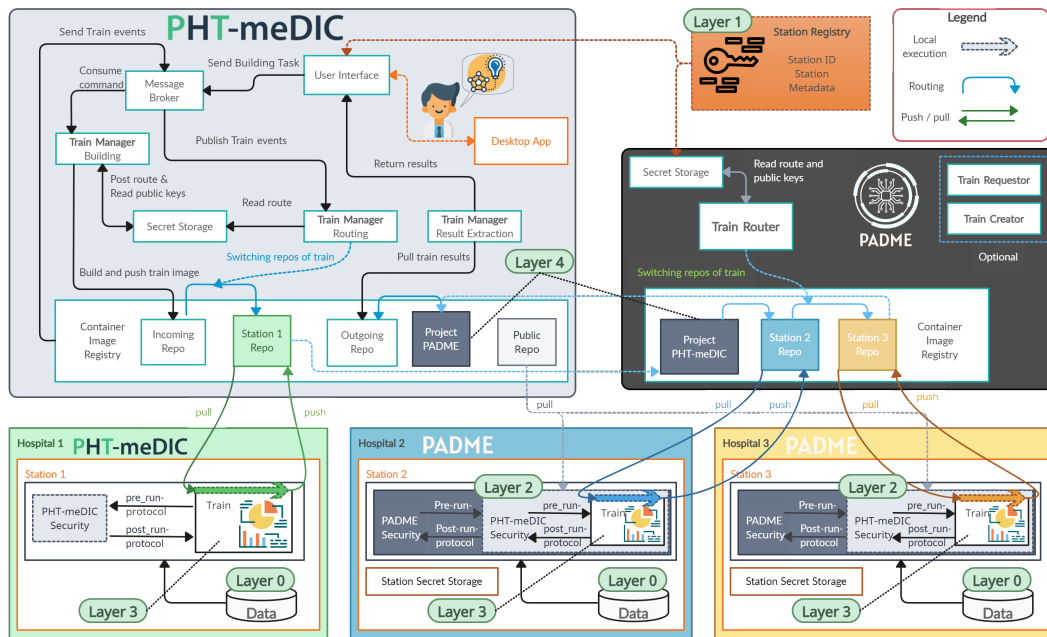 PHT-meDIC
Send Train events
Consume
command
Message
Broker
Send Building Task
User Interface
Desktop App
Publish Train events
Return results
Train Manager
Building
Post route &
Read public keys
Secret Storage
Read route
Train Manager
Routing
Train Manager
Result Extraction
Switching repos of train
Build and push train image
Pull train results
Container
Image
Registry
Incoming
Repo
Station 1
Repo
Outgoing
Repo
Project
PADME
Public
Repo
Layer 4
Layer 1
Station Registry
Station ID
Station
Metadata
Legend
Local
execution
Routing
Push / pull
Secret Storage
Read route and
public keys
Train Router
PADME
Train Requestor
Train Creator
Optional
Switching repos of train
Project
PHT-meDIC
Station 2
Repo
Station 3
Repo
Container
Image
Registry
pull
push
pull
pull
push
pull
push
Hospital 1
PHT-meDIC
Station 1
PHT-meDIC
Security
pre_run-
protocol
post_run-
protocol
Train
Layer 3
Layer 0
Data
Hospital 2
PADME
Station 2
Layer 2
PADME
Security
Pre-run-
Post-run-
protocol
PHT-meDIC
Security
pre_run-
post_run-
protocol
Train
Station Secret Storage
Layer 3
Layer 0
Data
Hospital 3
PADME
Station 3
Layer 2
PADME
Security
Pre-run-
Post-run-
protocol
PHT-meDIC
Security
pre_run-
post_run-
protocol
Train
Station Secret Storage
Layer 3
Layer 0
Data